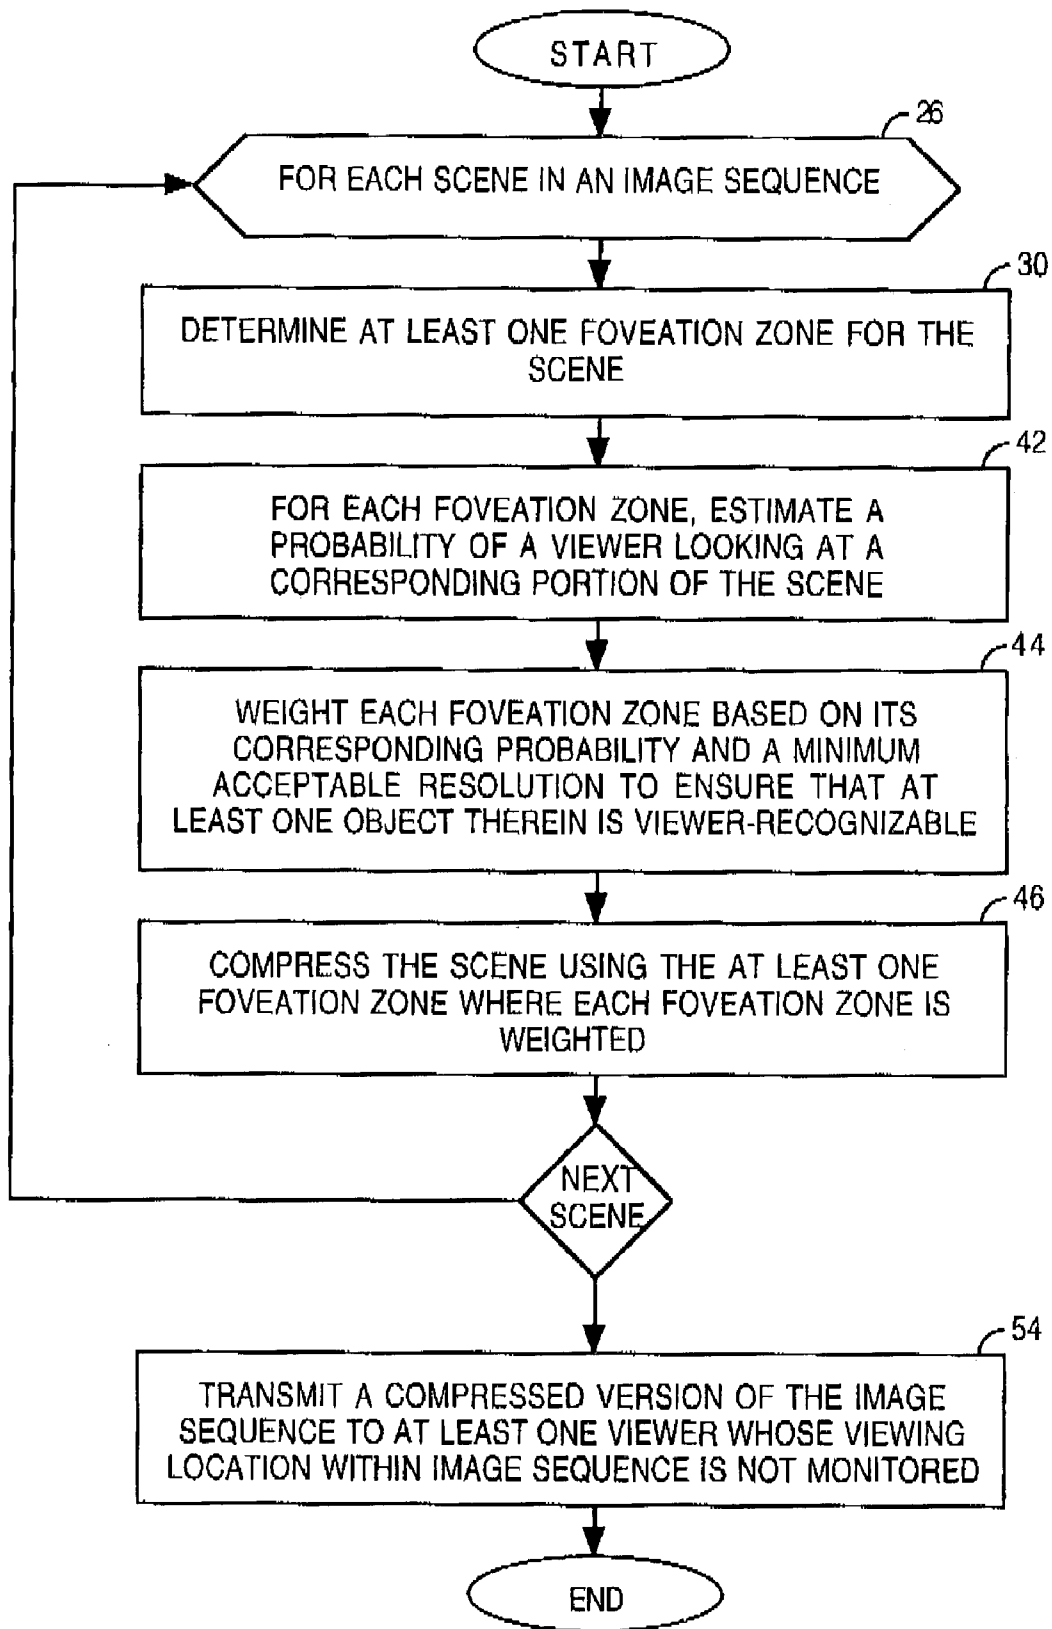 START
26
FOR EACH SCENE IN AN IMAGE SEQUENCE
30
DETERMINE AT LEAST ONE FOVEATION ZONE FOR THE
SCENE
42
FOR EACH FOVEATION ZONE, ESTIMATE A
PROBABILITY OF A VIEWER LOOKING AT A
CORRESPONDING PORTION OF THE SCENE
44
WEIGHT EACH FOVEATION ZONE BASED ON ITS
CORRESPONDING PROBABILITY AND A MINIMUM
ACCEPTABLE RESOLUTION TO ENSURE THAT AT
LEAST ONE OBJECT THEREIN IS VIEWER-RECOGNIZABLE
46
COMPRESS THE SCENE USING THE AT LEAST ONE
FOVEATION ZONE WHERE EACH FOVEATION ZONE IS
WEIGHTED
NEXT
SCENE
54
TRANSMIT A COMPRESSED VERSION OF THE IMAGE
SEQUENCE TO AT LEAST ONE VIEWER WHOSE VIEWING
LOCATION WITHIN IMAGE SEQUENCE IS NOT MONITORED
END